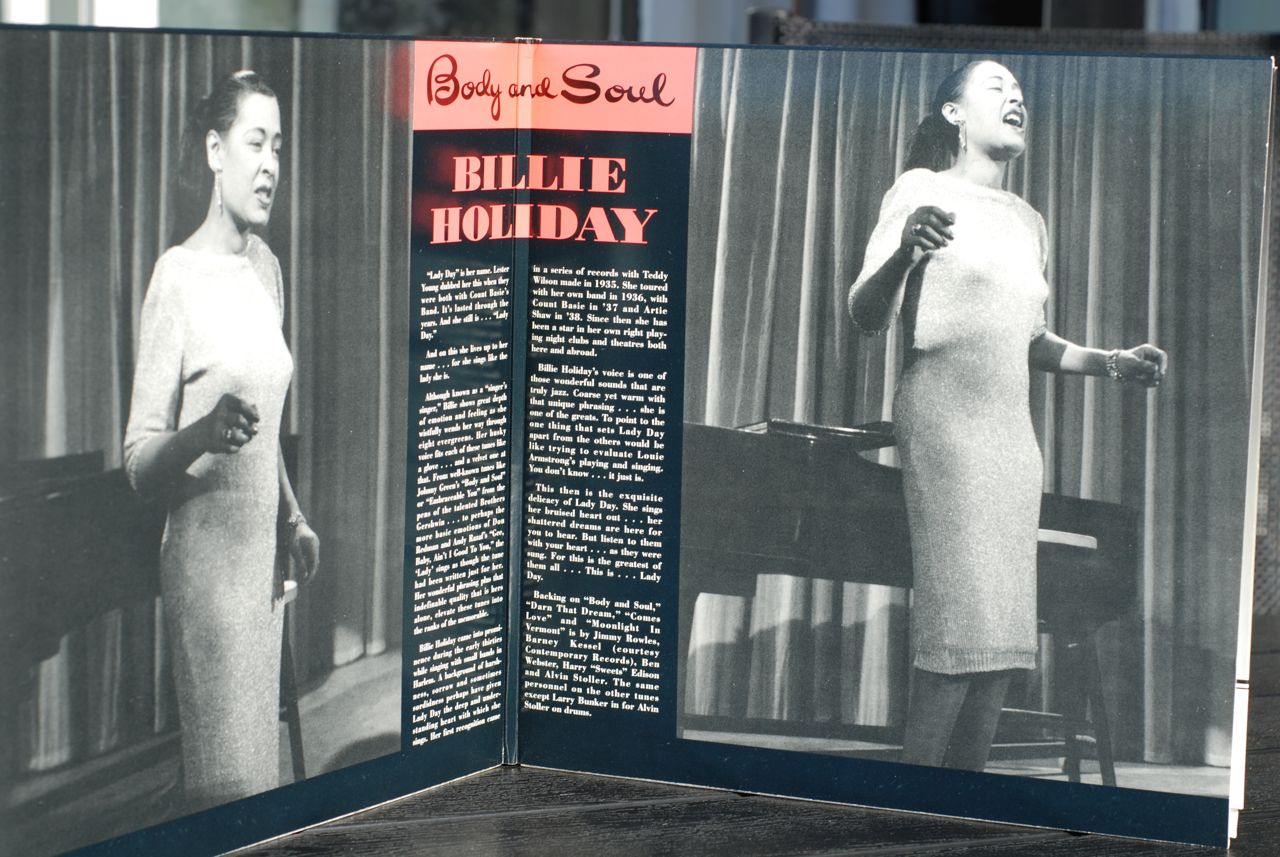 Body and Soul
BILLIE
HOLIDAY
"Lady Day" is her name. Lester
Young dubbed her this when they
were both with Count Basie's
Band. It's lasted through the
years. And she still is . . . "Lady
Day."
And on this she lives up to her
name . . . for she sings like the
lady she is.
Although known as a "singer's
singer," Billie shows great depth
of emotion and feeling as she
wistfully wends her way through
eight evergreens. Her husky
voice fits each of these tunes like
a glove . . . and a velvet one at
that. From well-known tunes like
Johnny Green's "Body and Soul"
or "Embraceable You" from the
pens of the talented Brothers
Gershwin . . . to perhaps the
more basic emotions of Don
Redman and Andy Razaf's "Gee,
Baby, Ain't I Good To You," the
'Lady' sings as though the tune
had been written just for her.
Her wonderful phrasing plus that
indefinable quality that is hers
alone, elevate these tunes into
the ranks of the memorable.
Billie Holiday came into promi-
nence during the early thirties
while singing with small bands in
Harlem. A background of hard-
ness, sorrow and sometimes
sordidness perhaps have given
Lady Day the deep and under-
standing heart with which she
sings. Her first recognition came
in a series of records with Teddy
Wilson made in 1935. She toured
with her own band in 1936, with
Count Basie in '37 and Artie
Shaw in '38. Since then she has
been a star in her own right play-
ing night clubs and theatres both
here and abroad.
Billie Holiday's voice is one of
those wonderful sounds that are
truly jazz. Coarse yet warm with
that unique phrasing . . . she is
one of the greats. To point to the
one thing that sets Lady Day
apart from the others would be
like trying to evaluate Louie
Armstrong's playing and singing.
You don't know . . . it just is.
This then is the exquisite
delicacy of Lady Day. She sings
her bruised heart out . . . her
shattered dreams are here for
you to hear. But listen to them
with your heart . . . as they were
sung. For this is the greatest of
them all . . . This is . . . Lady
Day.
Backing on "Body and Soul,"
"Darn That Dream," "Comes
Love" and "Moonlight In
Vermont" is by Jimmy Rowles,
Barney Kessel (courtesy
Contemporary Records), Ben
Webster, Harry "Sweets" Edison
and Alvin Stoller. The same
personnel on the other tunes
except Larry Bunker in for Alvin
Stoller on drums.